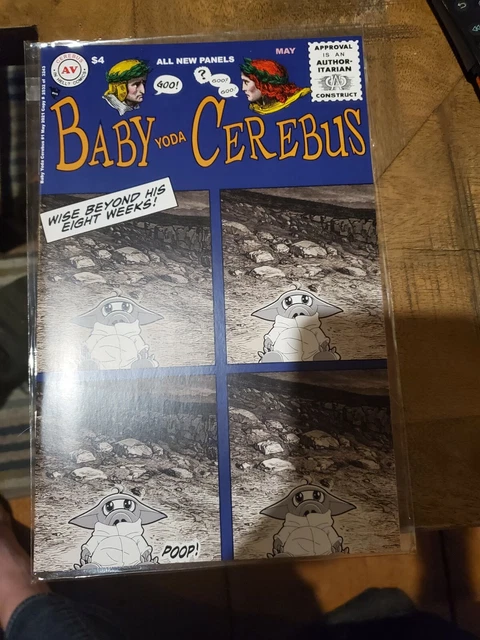 $4
ALL NEW PANELS
MAY
APPROVAL
IS AN
AUTHOR-
ITARIAN
CONSTRUCT
AV
GOO!
?
GOO!
GOO!
BABY YODA CEREBUS
WISE BEYOND HIS
EIGHT WEEKS!
POOP!